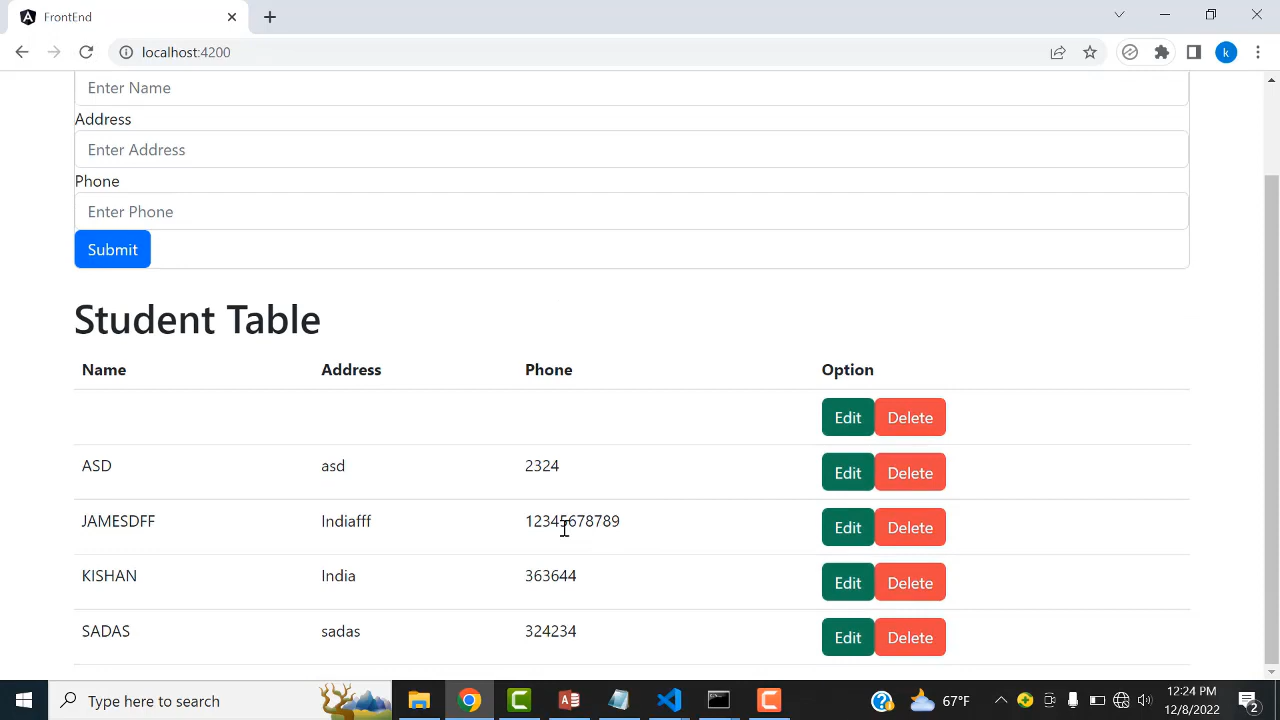 FrontEnd
localhost:4200
k
Enter Name
Address
Enter Address
Phone
Enter Phone
Submit
Student Table
Name Address Phone Option
Edit Delete
ASD asd 2324 Edit Delete
JAMESDFF Indiafff 12345678789 Edit Delete
KISHAN India 363644 Edit Delete
SADAS sadas 324234 Edit Delete
Type here to search
67°F
12:24 PM
12/8/2022
2